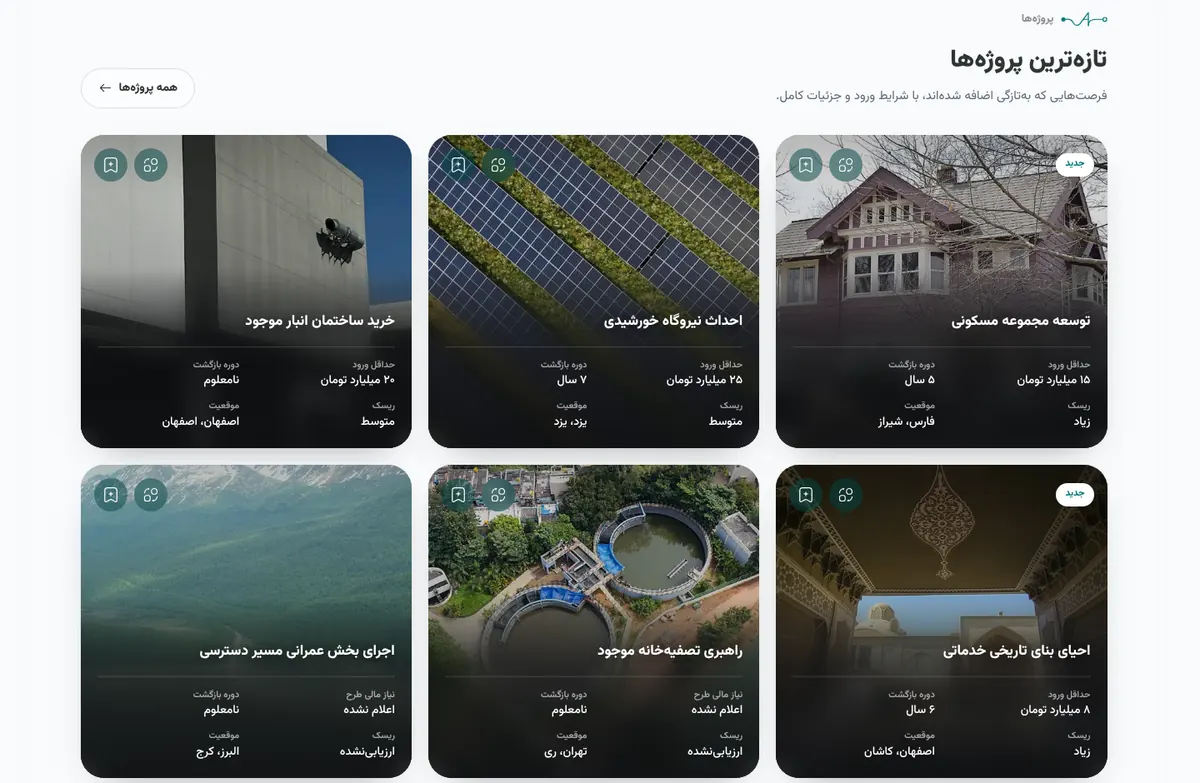 پروژه‌ها
تازه‌ترین پروژه‌ها
فرصت‌هایی که به‌تازگی اضافه شده‌اند، با شرایط ورود و جزئیات کامل.
همه پروژه‌ها
جدید
توسعه مجموعه مسکونی
حداقل ورود
۱۵ میلیارد تومان
دوره بازگشت
۵ سال
ریسک
زیاد
موقعیت
فارس، شیراز
احداث نیروگاه خورشیدی
حداقل ورود
۲۵ میلیارد تومان
دوره بازگشت
۷ سال
ریسک
متوسط
موقعیت
یزد، یزد
خرید ساختمان انبار موجود
حداقل ورود
۲۰ میلیارد تومان
دوره بازگشت
نامعلوم
ریسک
متوسط
موقعیت
اصفهان، اصفهان
جدید
احیای بنای تاریخی خدماتی
حداقل ورود
۸ میلیارد تومان
دوره بازگشت
۶ سال
ریسک
زیاد
موقعیت
اصفهان، کاشان
راهبری تصفیه‌خانه موجود
نیاز مالی طرح
اعلام نشده
دوره بازگشت
نامعلوم
ریسک
ارزیابی‌نشده
موقعیت
تهران، ری
اجرای بخش عمرانی مسیر دسترسی
نیاز مالی طرح
اعلام نشده
دوره بازگشت
نامعلوم
ریسک
ارزیابی‌نشده
موقعیت
البرز، کرج